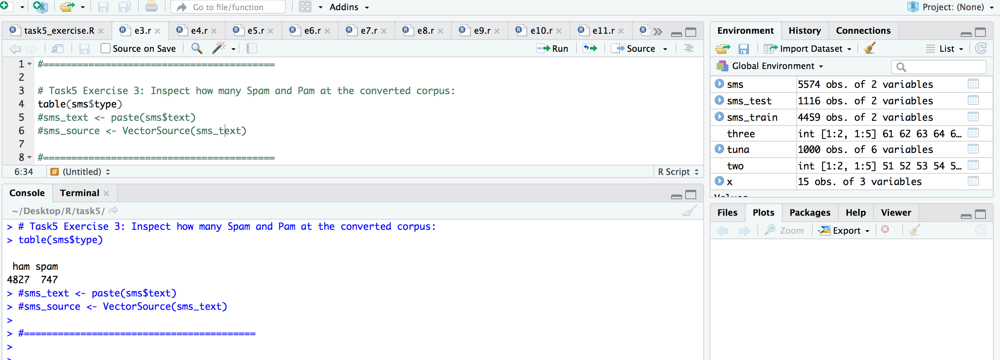 Go to file/function
Addins
Project: (None)
task5_exercise.R
e3.r
e4.r
e5.r
e6.r
e7.r
e8.r
e9.r
e10.r
e11.r
Source on Save
Run
Source
1 #=========================================
2
3 # Task5 Exercise 3: Inspect how many Spam and Pam at the converted corpus:
4 table(sms$type)
5 #sms_text <- paste(sms$text)
6 #sms_source <- VectorSource(sms_text)
7
8 #=========================================
6:34
# (Untitled)
R Script
Console
Terminal
~/Desktop/R/task5/
> # Task5 Exercise 3: Inspect how many Spam and Pam at the converted corpus:
> table(sms$type)
ham spam
4827 747
> #sms_text <- paste(sms$text)
> #sms_source <- VectorSource(sms_text)
>
> #=========================================
>
>
Environment
History
Connections
Import Dataset
List
Global Environment
sms 5574 obs. of 2 variables
sms_test 1116 obs. of 2 variables
sms_train 4459 obs. of 2 variables
three int [1:2, 1:5] 61 62 63 64 6…
tuna 1000 obs. of 6 variables
two int [1:2, 1:5] 51 52 53 54 5…
x 15 obs. of 3 variables
Values
Files
Plots
Packages
Help
Viewer
Zoom
Export